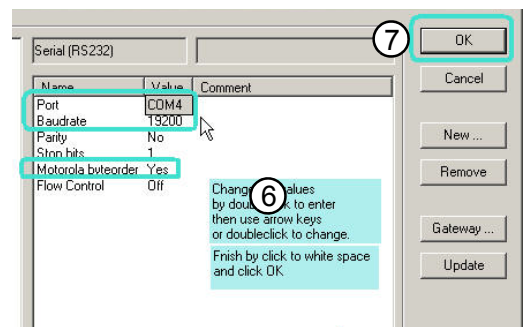 Serial (RS232)
Name Value Comment
Port COM4
Baudrate 19200
Parity No
Stop bits 1
Motorola byteorder Yes
Flow Control Off
Change values
by dou to enter
then use arrow keys
or doubleclick to change.
Fnish by click to white space
and click OK
6
7
OK
Cancel
New ...
Remove
Gateway ...
Update